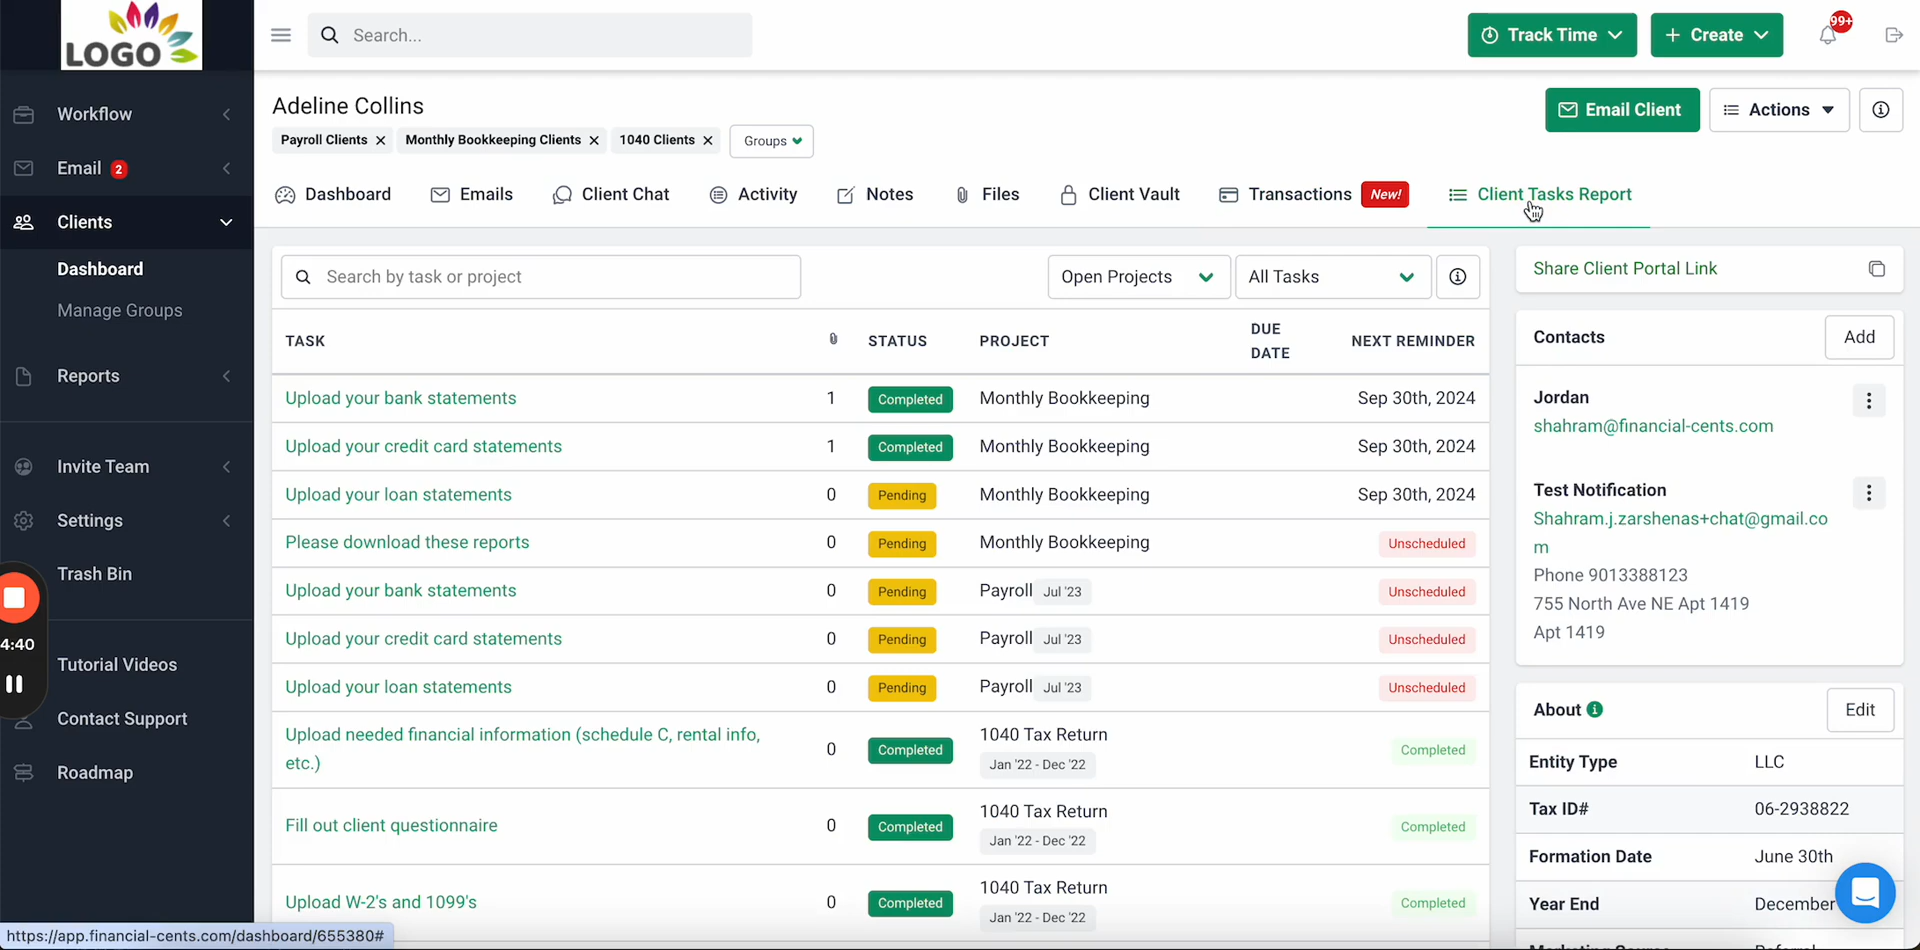 LOGO
Search...
Track Time
Create
99+
Workflow
Email 2
Clients
Dashboard
Manage Groups
Reports
Invite Team
Settings
Trash Bin
4:40
Tutorial Videos
Contact Support
Roadmap
https://app.financial-cents.com/dashboard/655380#
Adeline Collins
Payroll Clients
Monthly Bookkeeping Clients
1040 Clients
Groups
Email Client
Actions
Dashboard
Emails
Client Chat
Activity
Notes
Files
Client Vault
Transactions New!
Client Tasks Report
Search by task or project
Open Projects
All Tasks
TASK STATUS PROJECT DUE DATE NEXT REMINDER
Upload your bank statements 1 Completed Monthly Bookkeeping Sep 30th, 2024
Upload your credit card statements 1 Completed Monthly Bookkeeping Sep 30th, 2024
Upload your loan statements 0 Pending Monthly Bookkeeping Sep 30th, 2024
Please download these reports 0 Pending Monthly Bookkeeping Unscheduled
Upload your bank statements 0 Pending Payroll Jul '23 Unscheduled
Upload your credit card statements 0 Pending Payroll Jul '23 Unscheduled
Upload your loan statements 0 Pending Payroll Jul '23 Unscheduled
Upload needed financial information (schedule C, rental info,
etc.) 0 Completed 1040 Tax Return
Jan '22 - Dec '22 Completed
Fill out client questionnaire 0 Completed 1040 Tax Return
Jan '22 - Dec '22 Completed
Upload W-2's and 1099's 0 Completed 1040 Tax Return
Jan '22 - Dec '22 Completed
Share Client Portal Link
Contacts Add
Jordan
shahram@financial-cents.com
Test Notification
Shahram.j.zarshenas+chat@gmail.co
m
Phone 9013388123
755 North Ave NE Apt 1419
Apt 1419
About Edit
Entity Type LLC
Tax ID# 06-2938822
Formation Date June 30th
Year End December